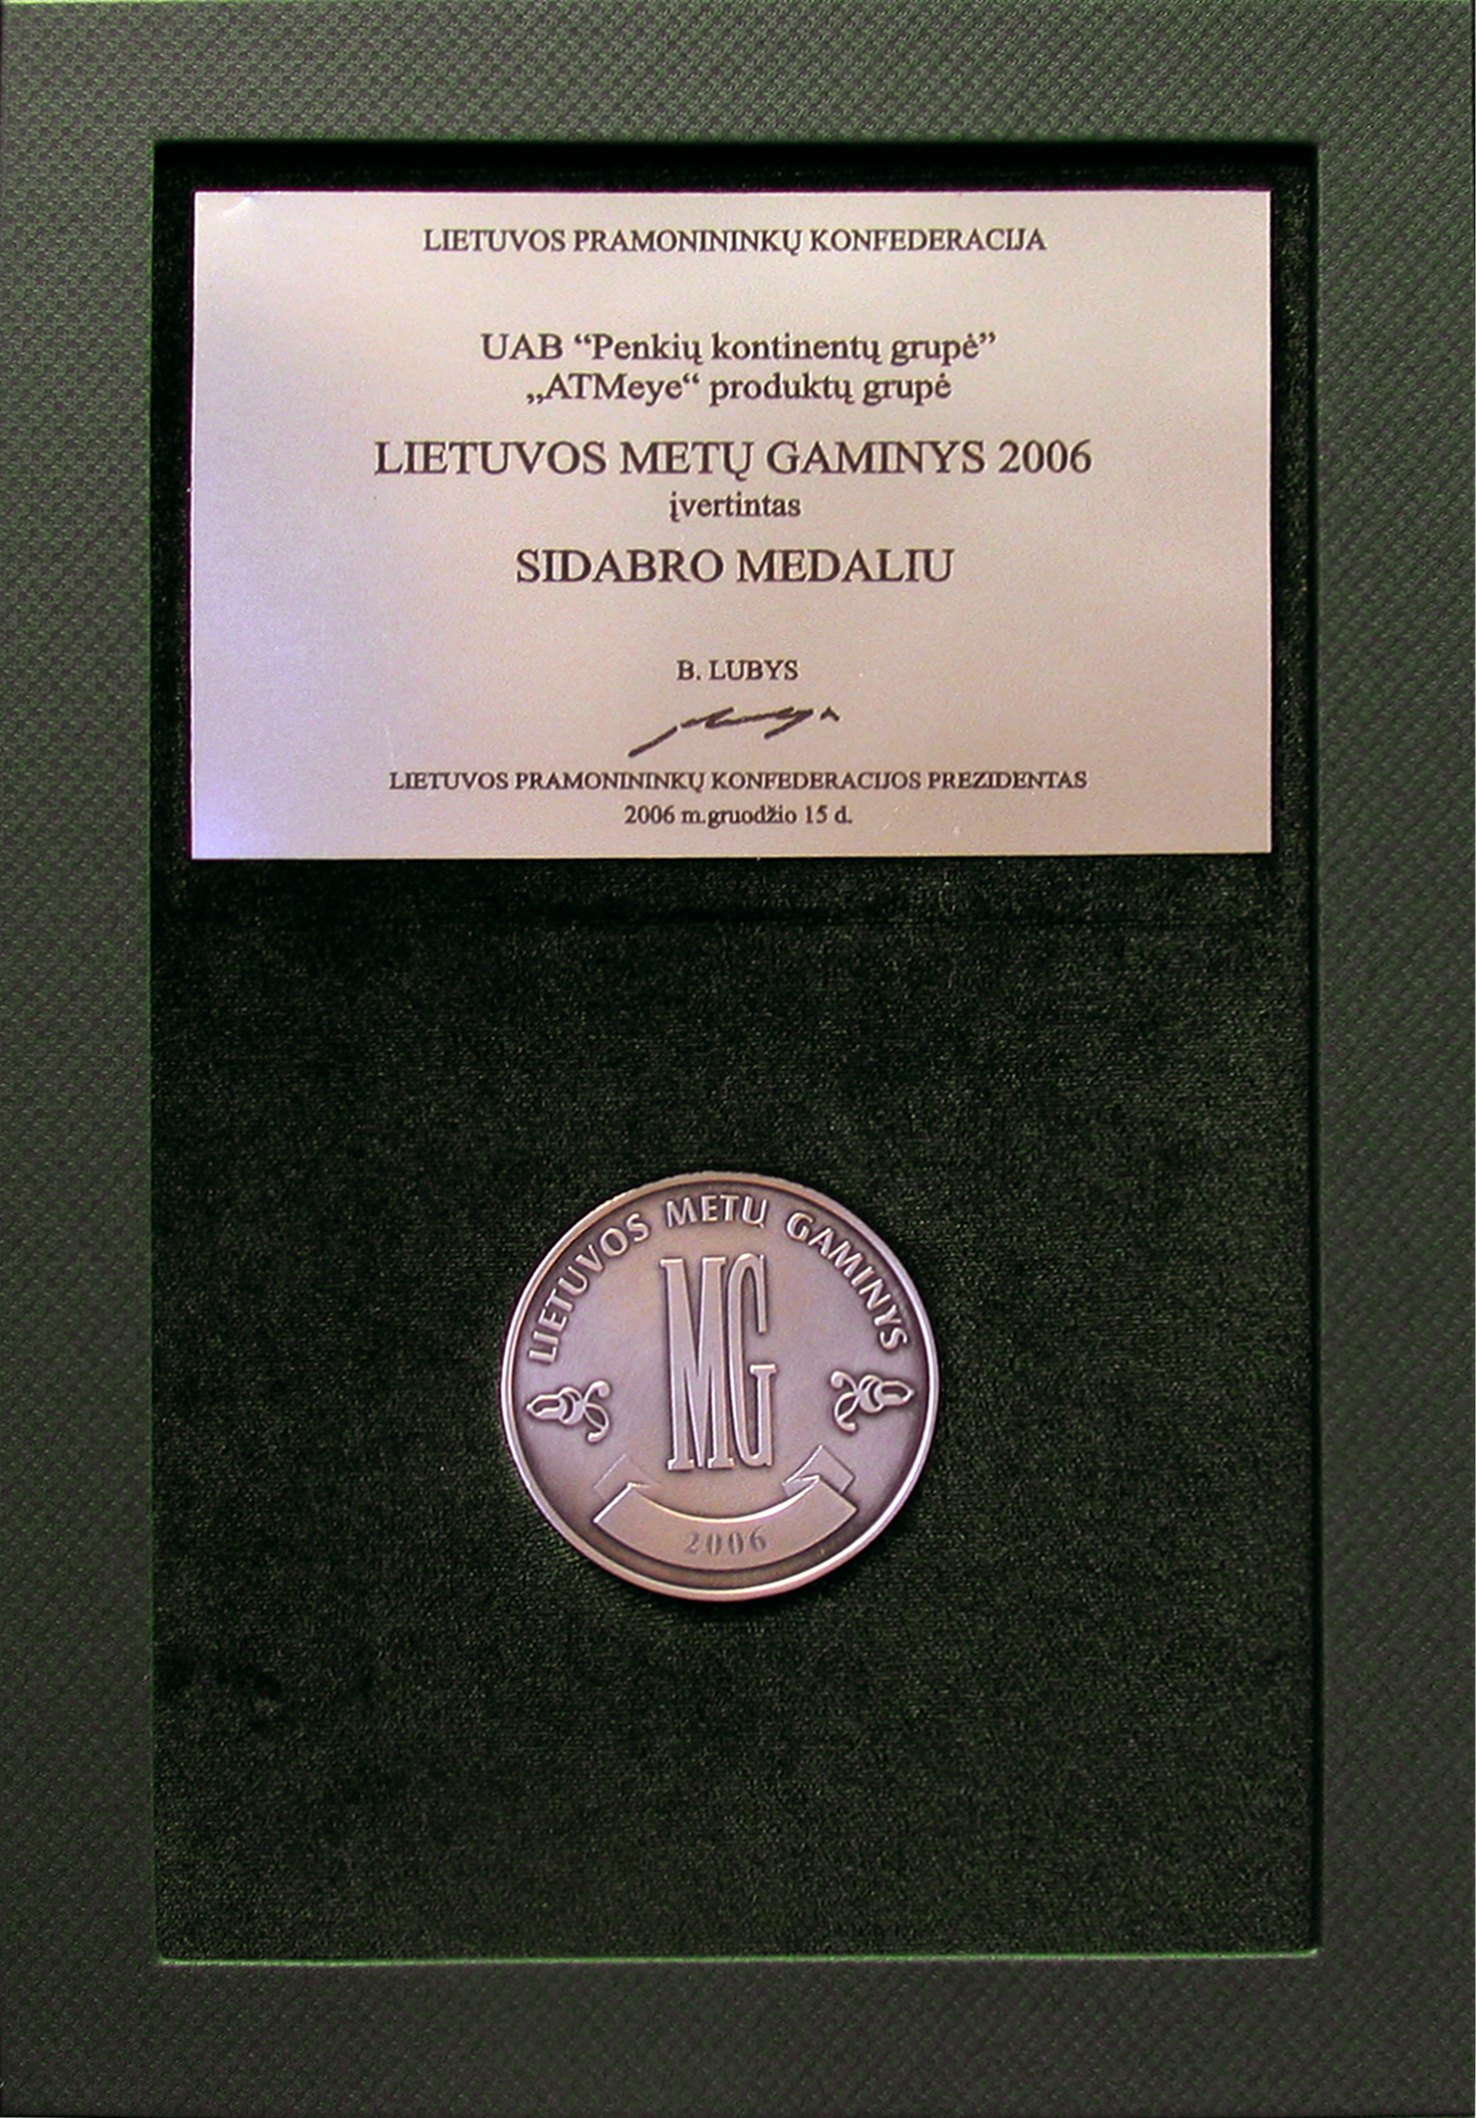 LIETUVOS PRAMONININKŲ KONFEDERACIJA
UAB “Penkių kontinentų grupė”
„ATMeye“ produktų grupė
LIETUVOS METŲ GAMINYS 2006
įvertintas
SIDABRO MEDALIU
B. LUBYS
LIETUVOS PRAMONININKŲ KONFEDERACIJOS PREZIDENTAS
2006 m.gruodžio 15 d.
LIETUVOS METŲ GAMINYS
MG
2006